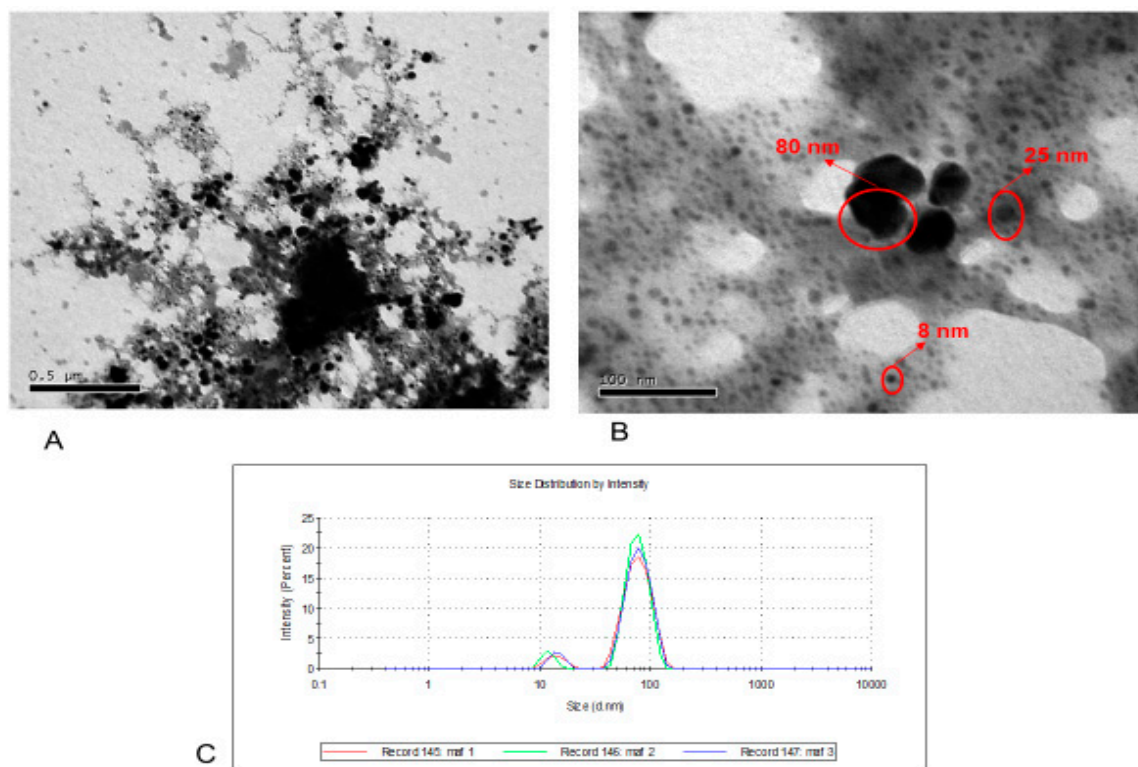 0.5 µm
A
80 nm
25 nm
8 nm
100 nm
B
Size Distribution by Intensity
Intensity (Percent)
25
20
15
10
5
0
0.1 1 10 100 1000 10000
Size (d.nm)
Record 145: maf 1 Record 146: maf 2 Record 147: maf 3
C